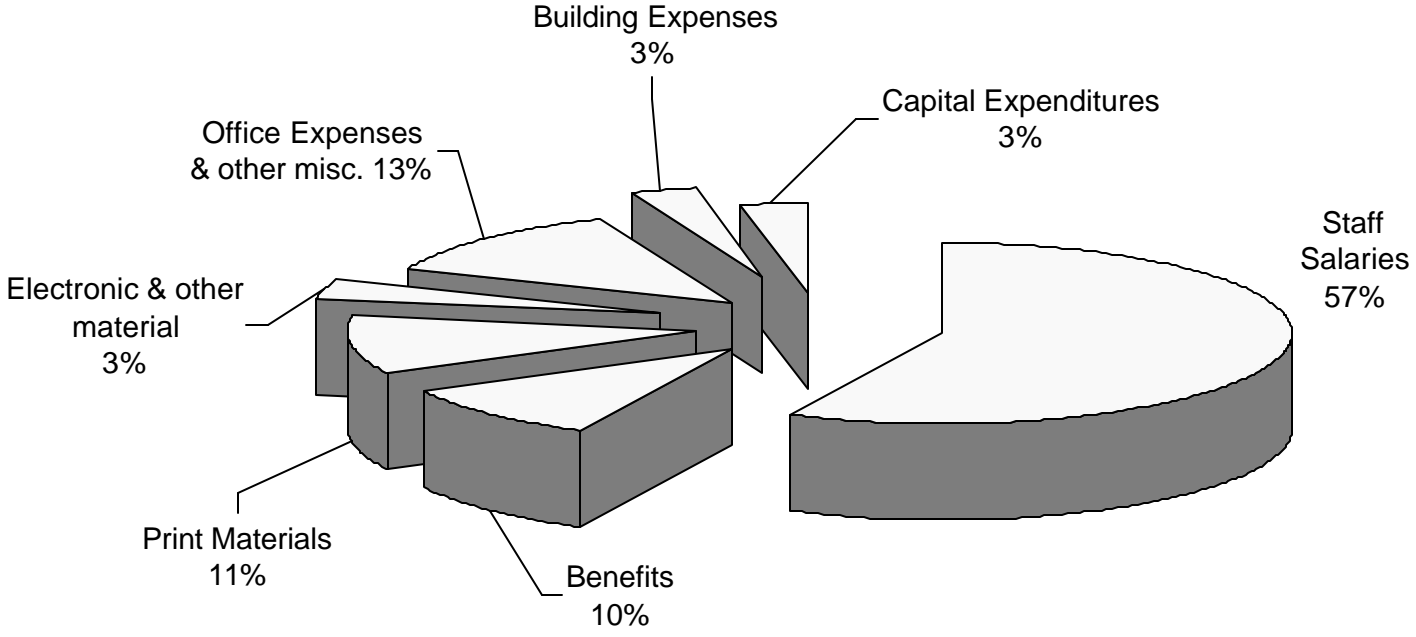 Building Expenses
3%
Capital Expenditures
3%
Office Expenses
& other misc. 13%
Staff
Salaries
57%
Electronic & other
material
3%
Print Materials
11%
Benefits
10%